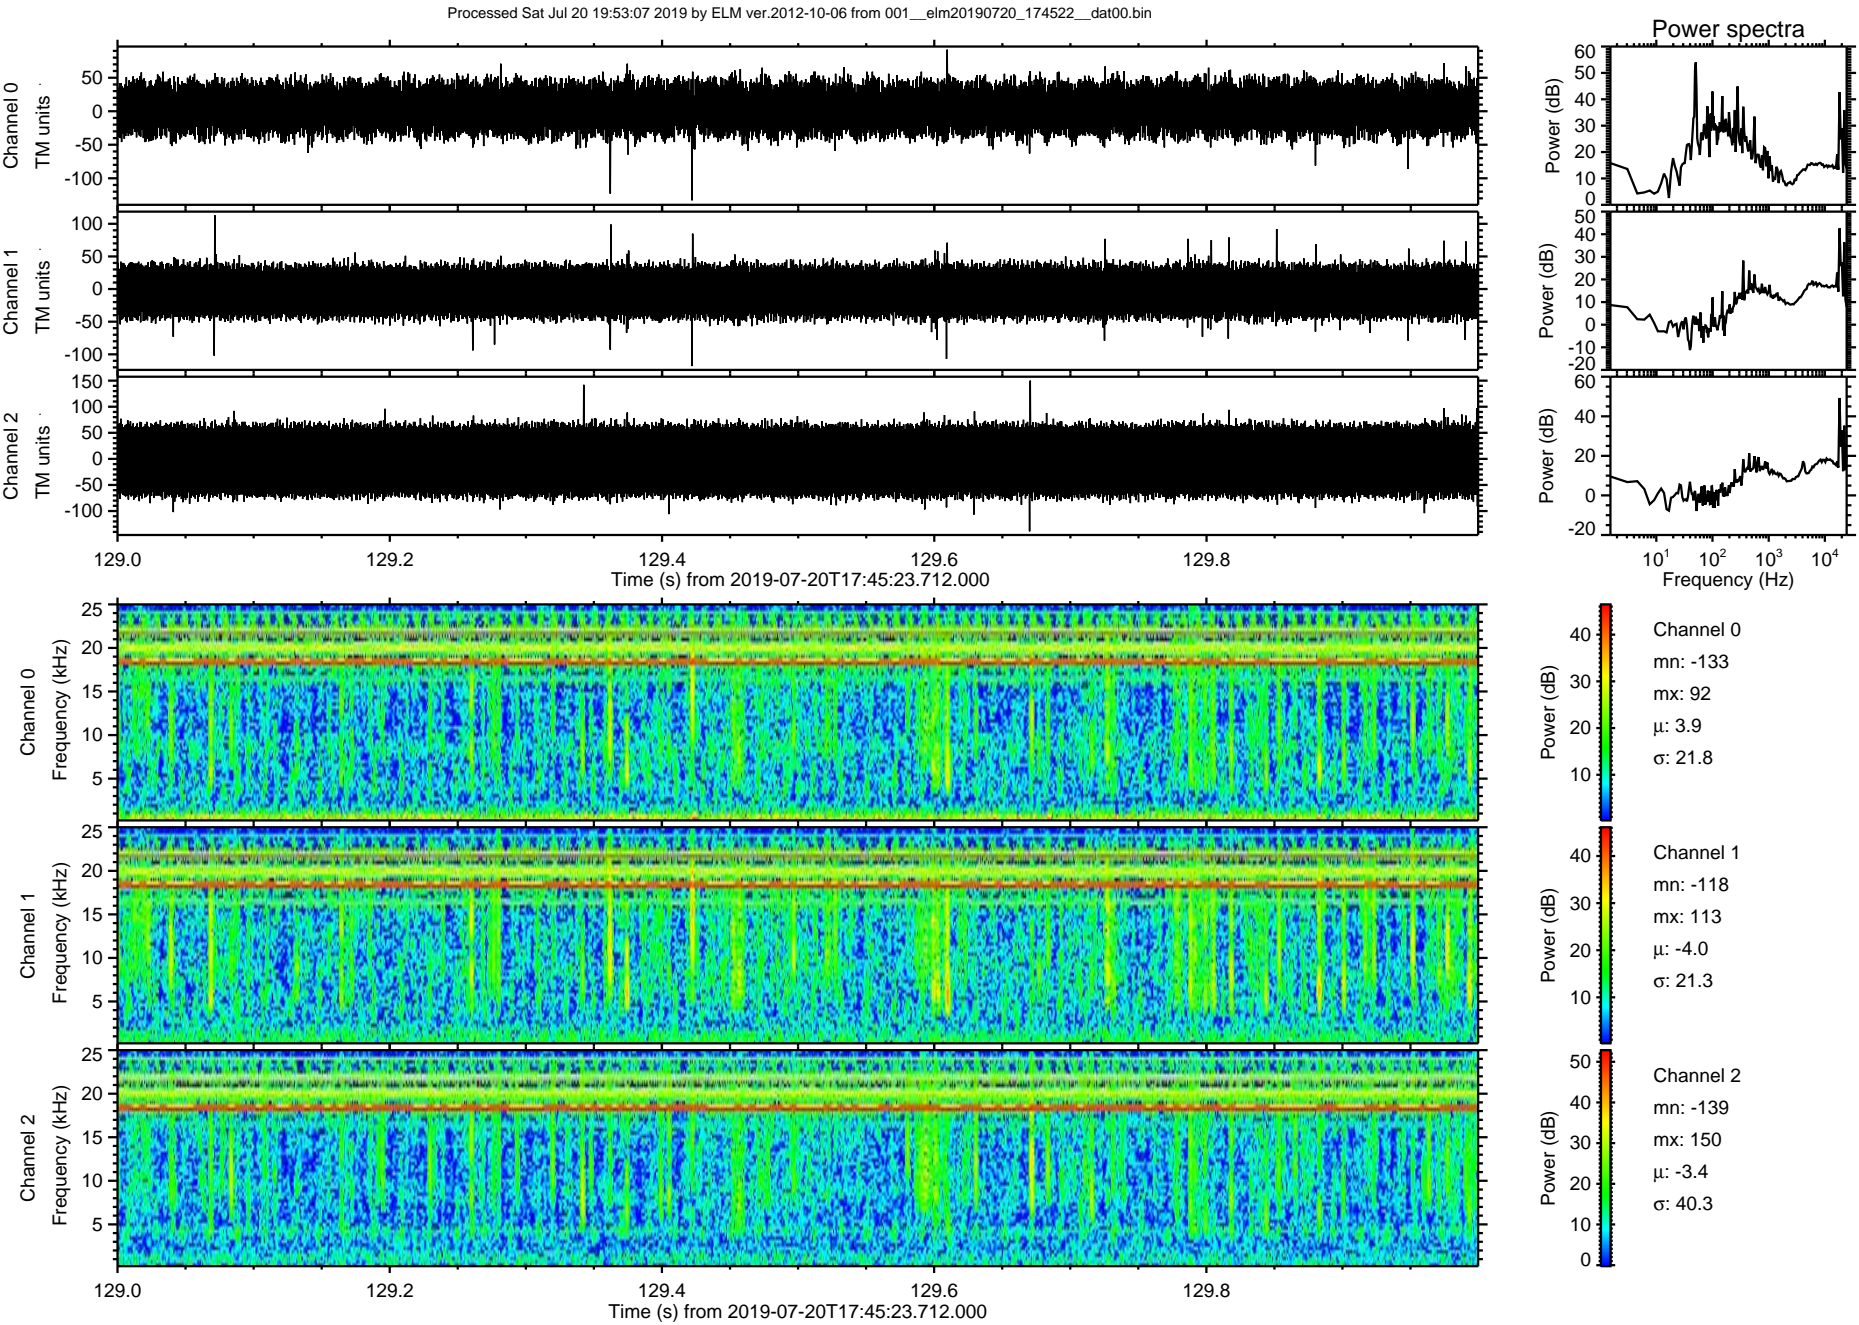 Processed Sat Jul 20 19:53:07 2019 by ELM ver.2012-10-06 from 001__elm20190720_174522__dat00.bin
Power spectra
Channel 0
TM units
50
0
-50
-100
Power (dB)
60
50
40
30
20
10
0
Channel 1
TM units
100
50
0
-50
-100
Power (dB)
50
40
30
20
10
0
-10
-20
Channel 2
TM units
150
100
50
0
-50
-100
Power (dB)
60
40
20
0
-20
129.0 129.2 129.4 129.6 129.8
Time (s) from 2019-07-20T17:45:23.712.000
10¹ 10² 10³ 10⁴
Frequency (Hz)
Channel 0
Frequency (kHz)
25
20
15
10
5
Power (dB)
40
30
20
10
Channel 0
mn: -133
mx: 92
μ: 3.9
σ: 21.8
Channel 1
Frequency (kHz)
25
20
15
10
5
Power (dB)
40
30
20
10
Channel 1
mn: -118
mx: 113
μ: -4.0
σ: 21.3
Channel 2
Frequency (kHz)
25
20
15
10
5
Power (dB)
50
40
30
20
10
0
Channel 2
mn: -139
mx: 150
μ: -3.4
σ: 40.3
129.0 129.2 129.4 129.6 129.8
Time (s) from 2019-07-20T17:45:23.712.000